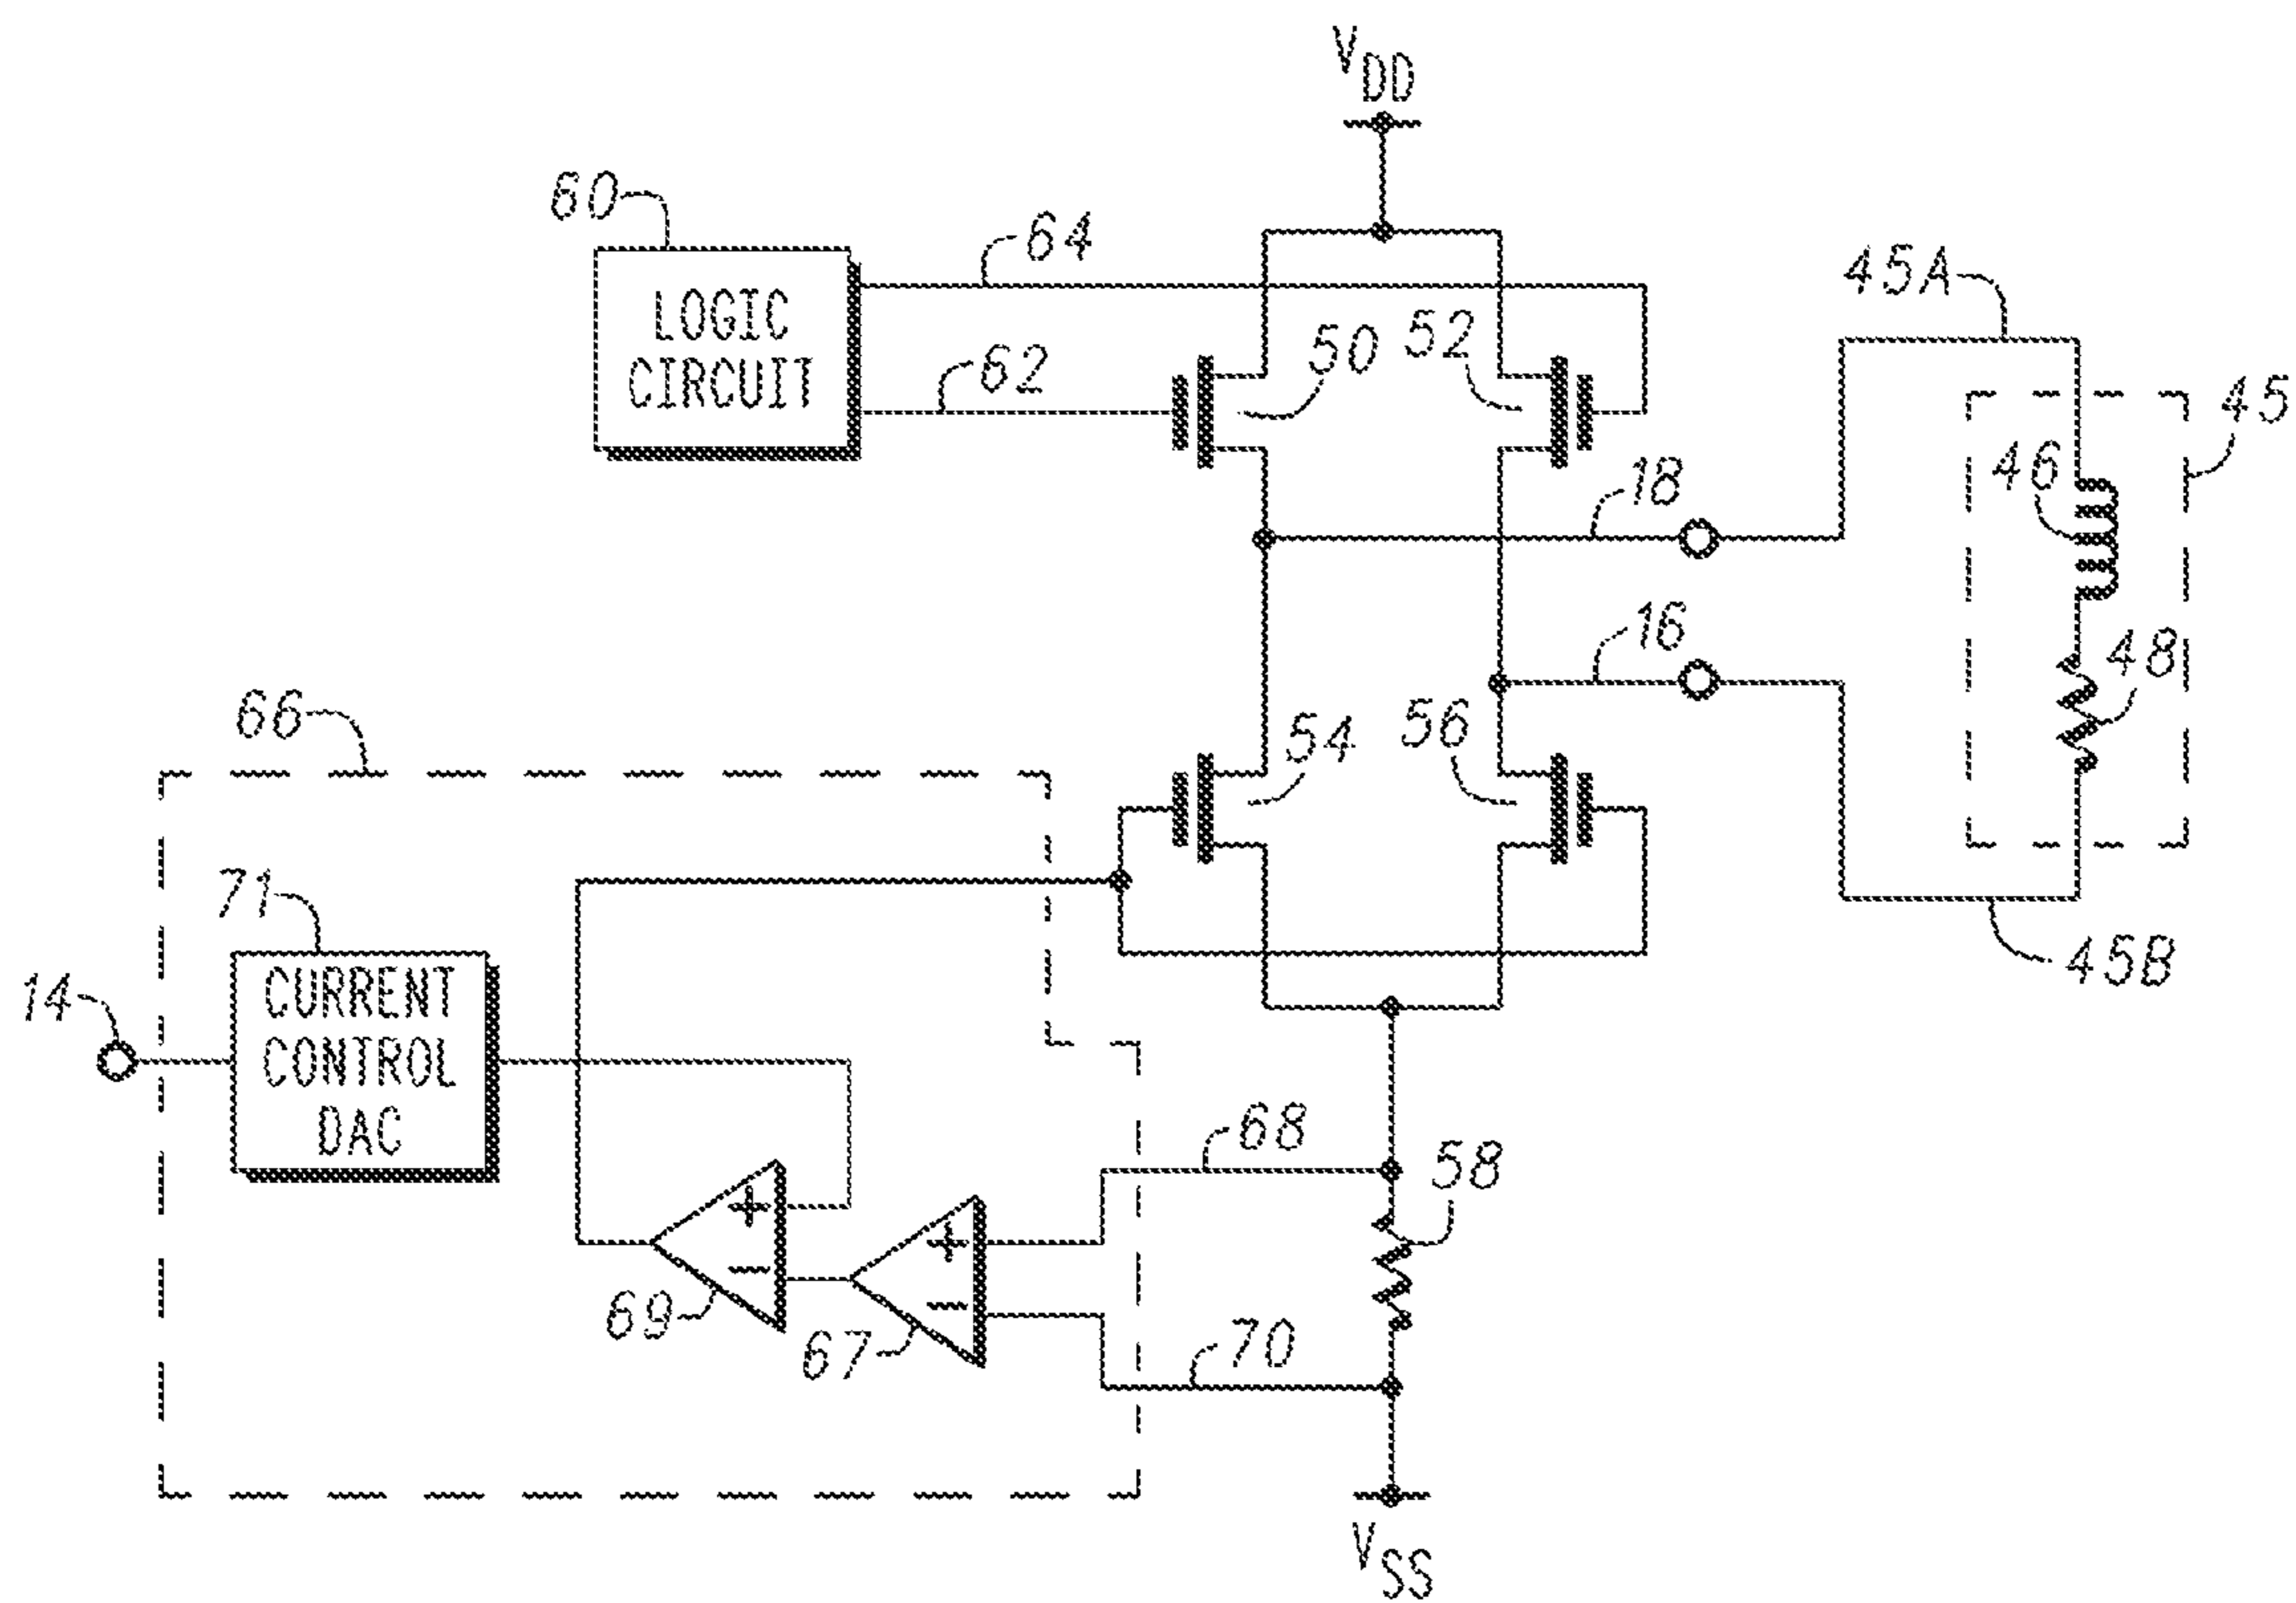 VDD
60
64
LOGIC
CIRCUIT
62
50
52
45A
45
46
18
16
48
66
54
56
71
45B
14
CURRENT
CONTROL
DAC
68
58
69
67
70
VSS